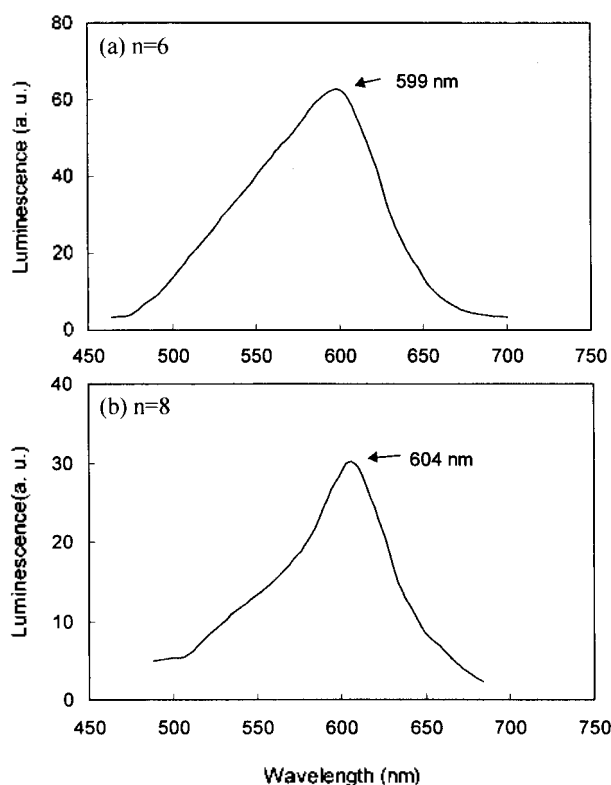 80
(a) n=6
599 nm
60
40
20
0
Luminescence (a. u.)
450 500 550 600 650 700 750
40
(b) n=8
604 nm
30
20
10
0
Luminescence(a. u.)
450 500 550 600 650 700 750
Wavelength (nm)